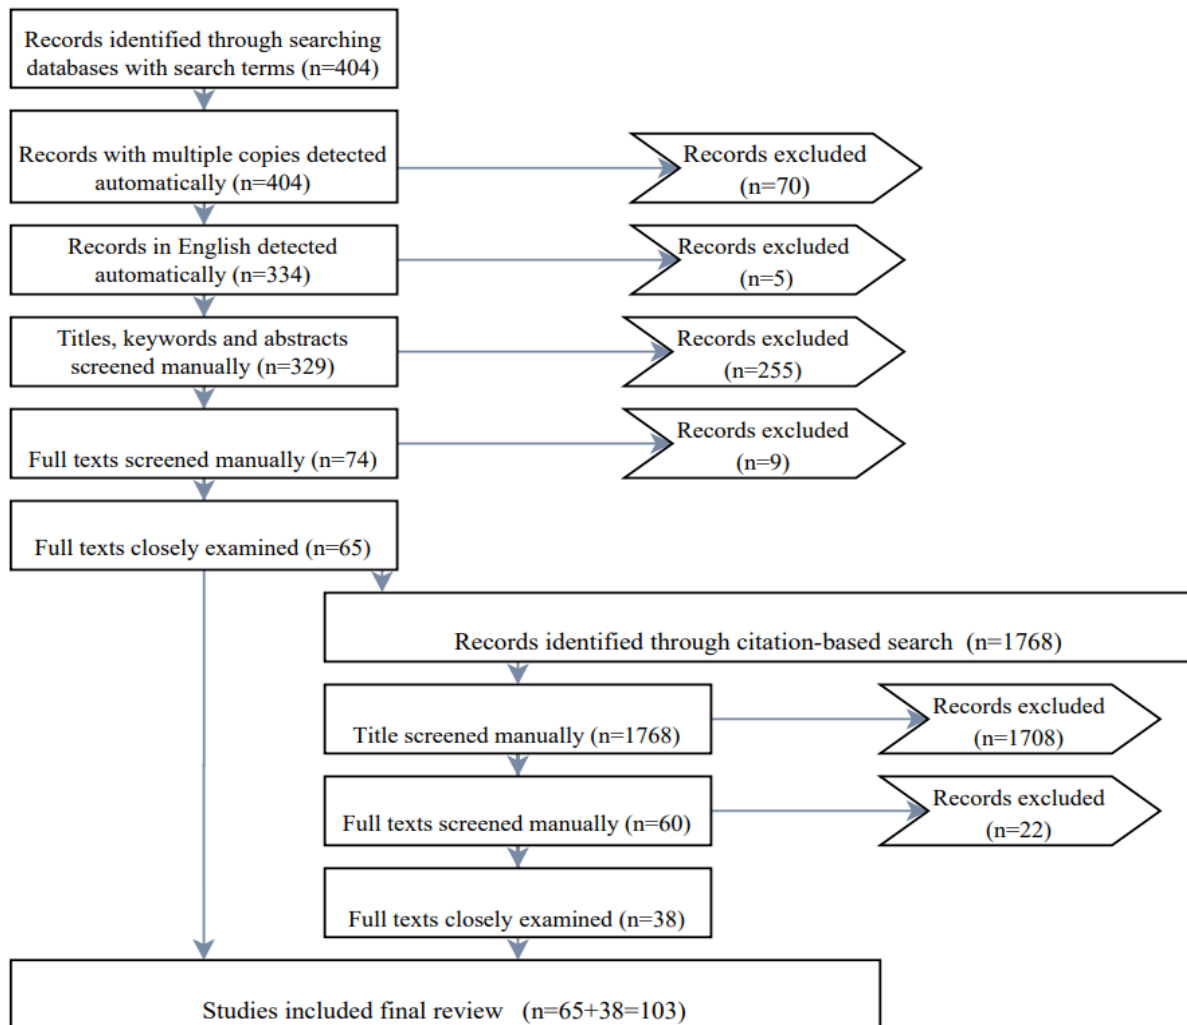 Records identified through searching
databases with search terms (n=404)
Records with multiple copies detected
automatically (n=404)
Records excluded
(n=70)
Records in English detected
automatically (n=334)
Records excluded
(n=5)
Titles, keywords and abstracts
screened manually (n=329)
Records excluded
(n=255)
Full texts screened manually (n=74)
Records excluded
(n=9)
Full texts closely examined (n=65)
Records identified through citation-based search (n=1768)
Title screened manually (n=1768)
Records excluded
(n=1708)
Full texts screened manually (n=60)
Records excluded
(n=22)
Full texts closely examined (n=38)
Studies included final review (n=65+38=103)